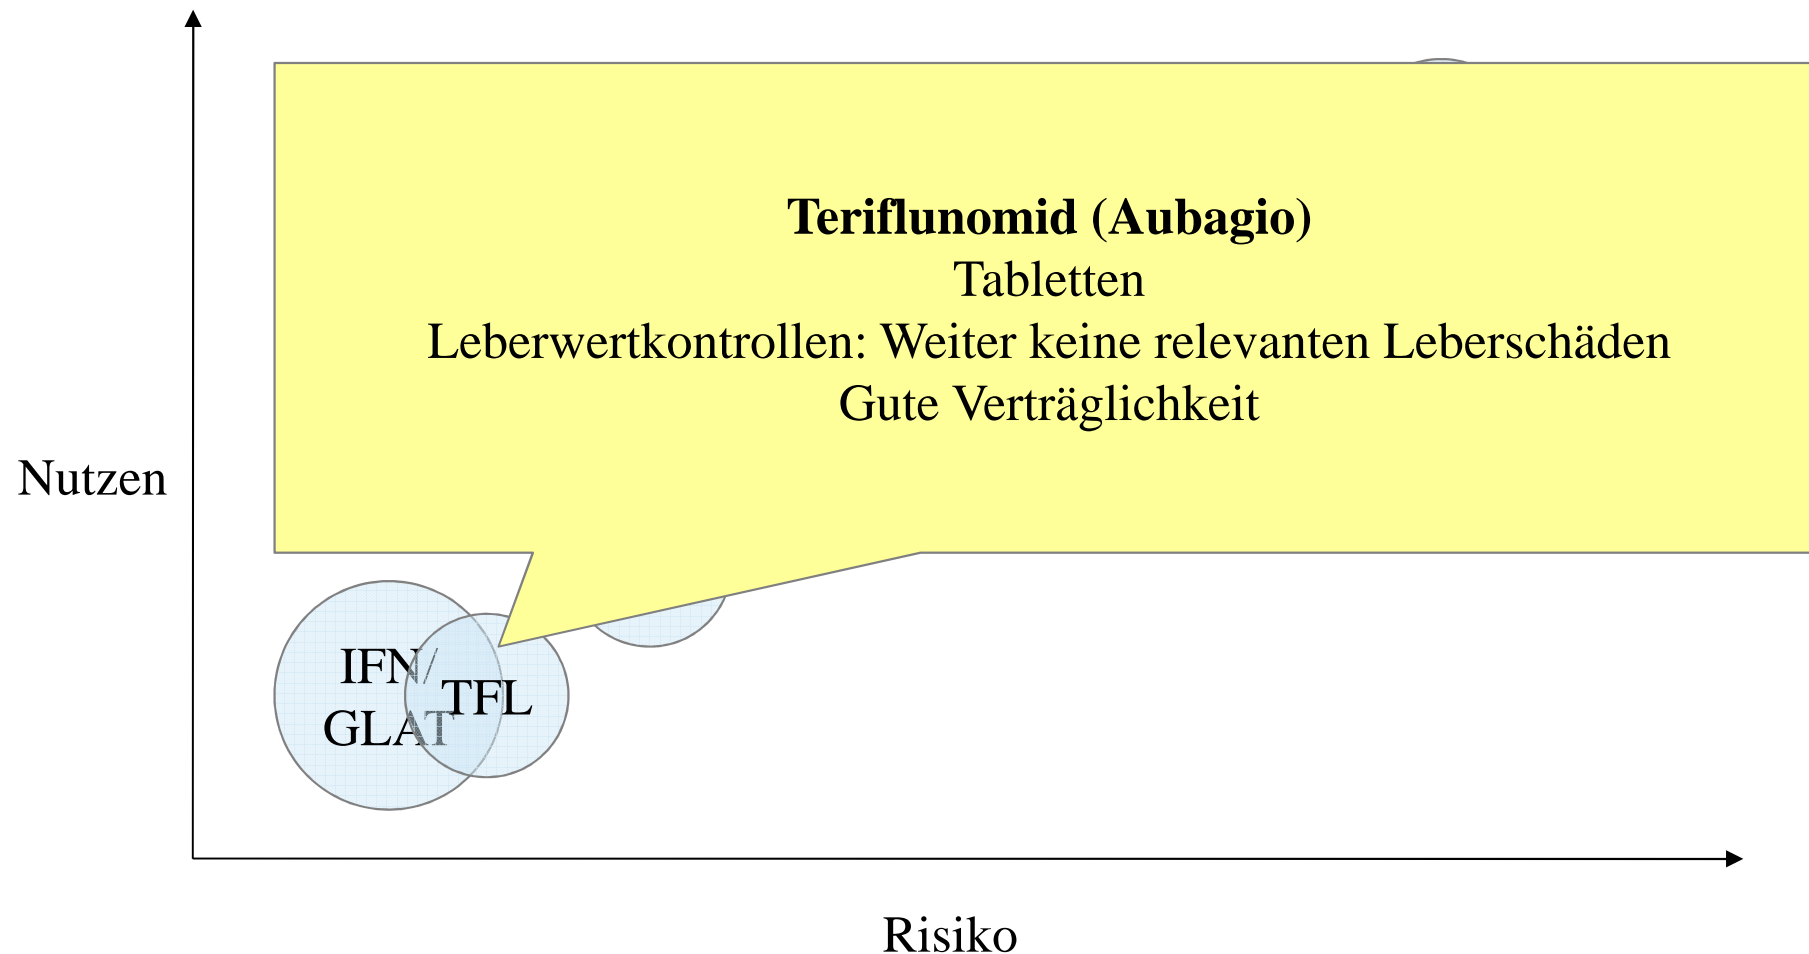 Teriflunomid (Aubagio)
Tabletten
Leberwertkontrollen: Weiter keine relevanten Leberschäden
Gute Verträglichkeit
Nutzen
IFN/
GLAT
TFL
Risiko